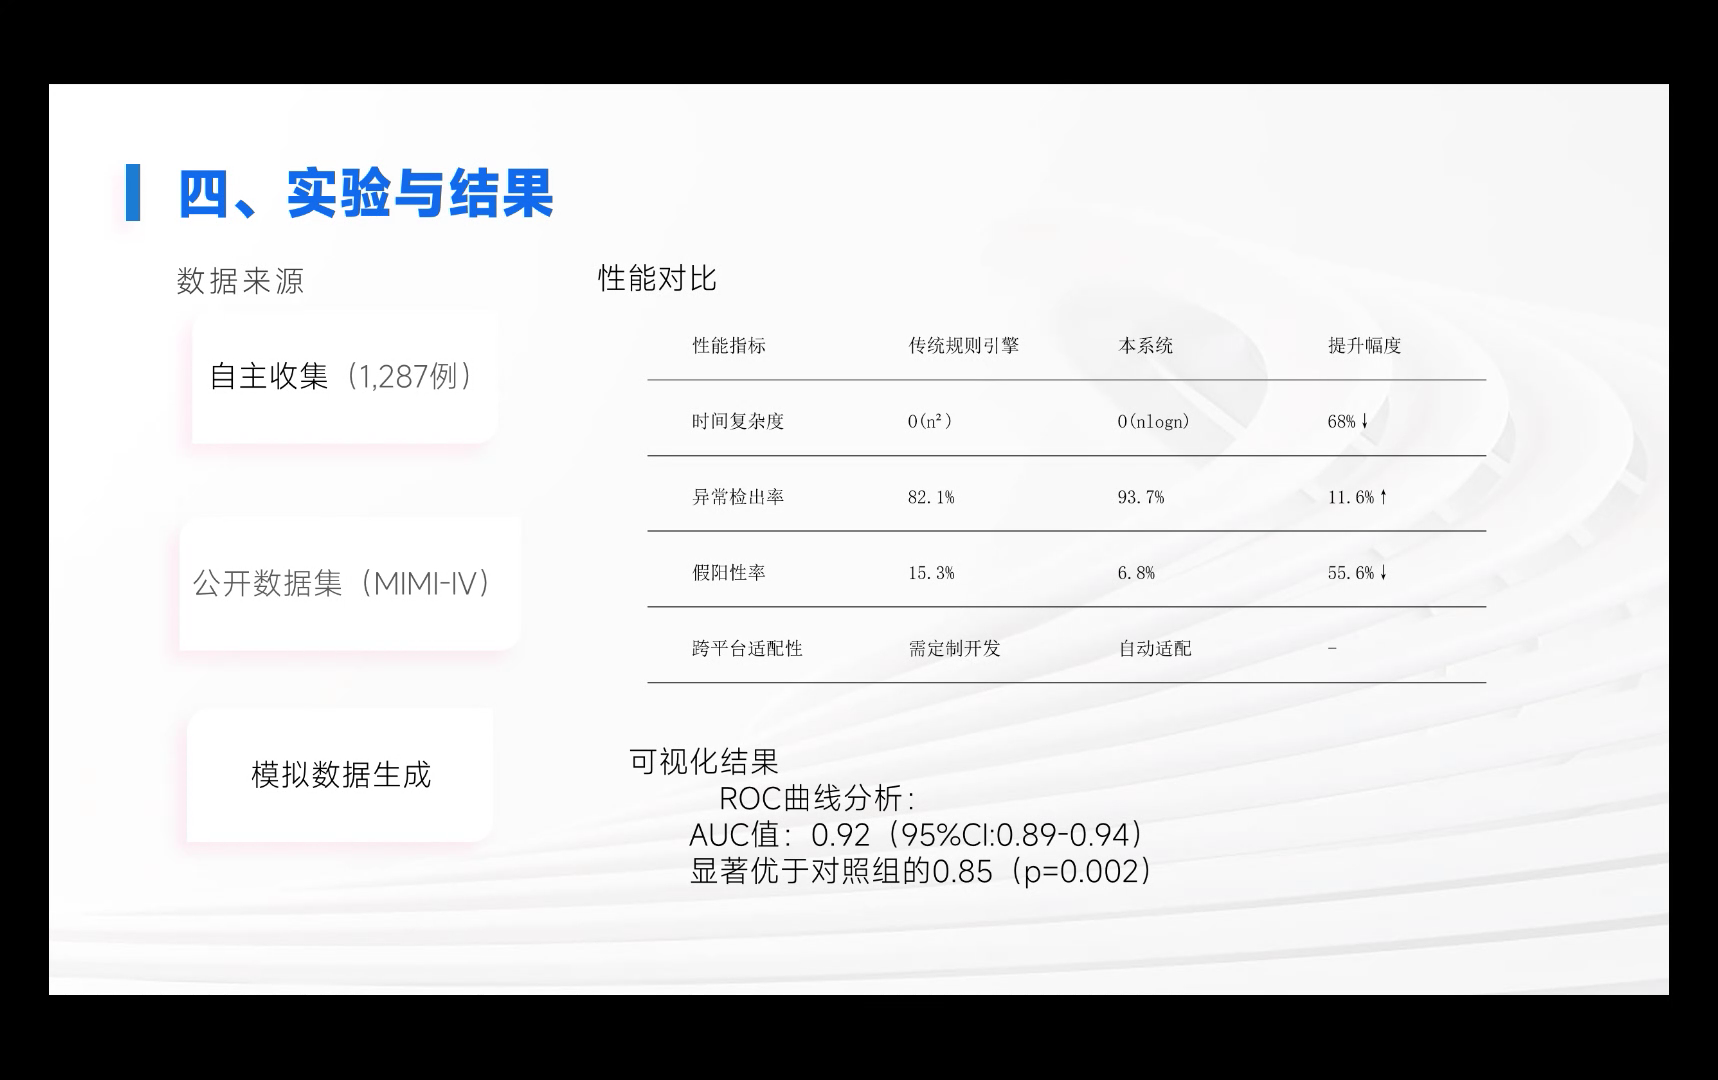 四、实验与结果
数据来源
自主收集（1,287例）
公开数据集（MIMI-IV）
模拟数据生成
性能对比
性能指标 传统规则引擎 本系统 提升幅度
时间复杂度 O(n²) O(nlogn) 68%↓
异常检出率 82.1% 93.7% 11.6%↑
假阳性率 15.3% 6.8% 55.6%↓
跨平台适配性 需定制开发 自动适配 -
可视化结果
ROC曲线分析：
AUC值：0.92（95%CI:0.89-0.94）
显著优于对照组的0.85（p=0.002）